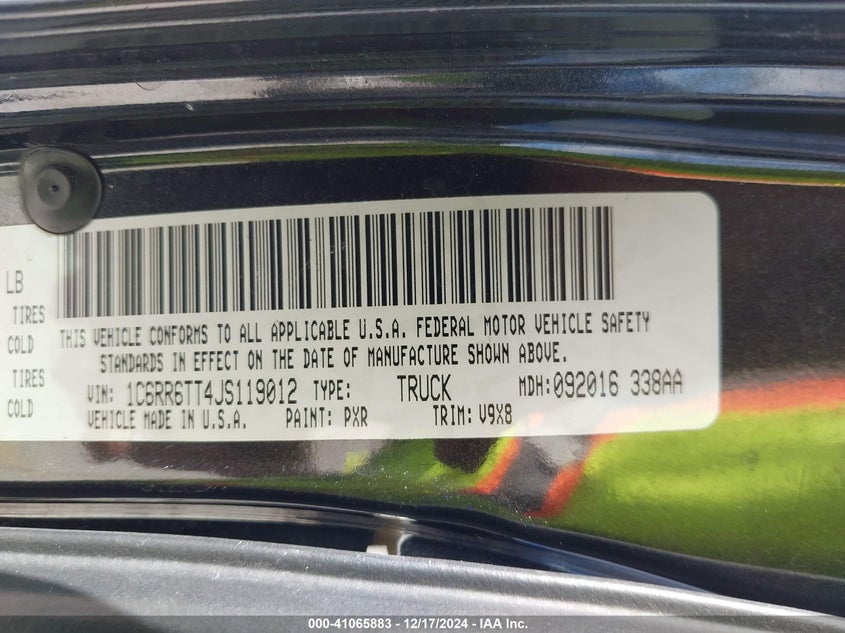 LB
TIRES
COLD
TIRES
COLD
THIS VEHICLE CONFORMS TO ALL APPLICABLE U.S.A. FEDERAL MOTOR VEHICLE SAFETY
STANDARDS IN EFFECT ON THE DATE OF MANUFACTURE SHOWN ABOVE.
VIN: 1C6RR6TT4JS119012 TYPE: TRUCK MDH:092016 338AA
VEHICLE MADE IN U.S.A. PAINT: PXR TRIM: V9X8
000-41065883 - 12/17/2024 - IAA Inc.